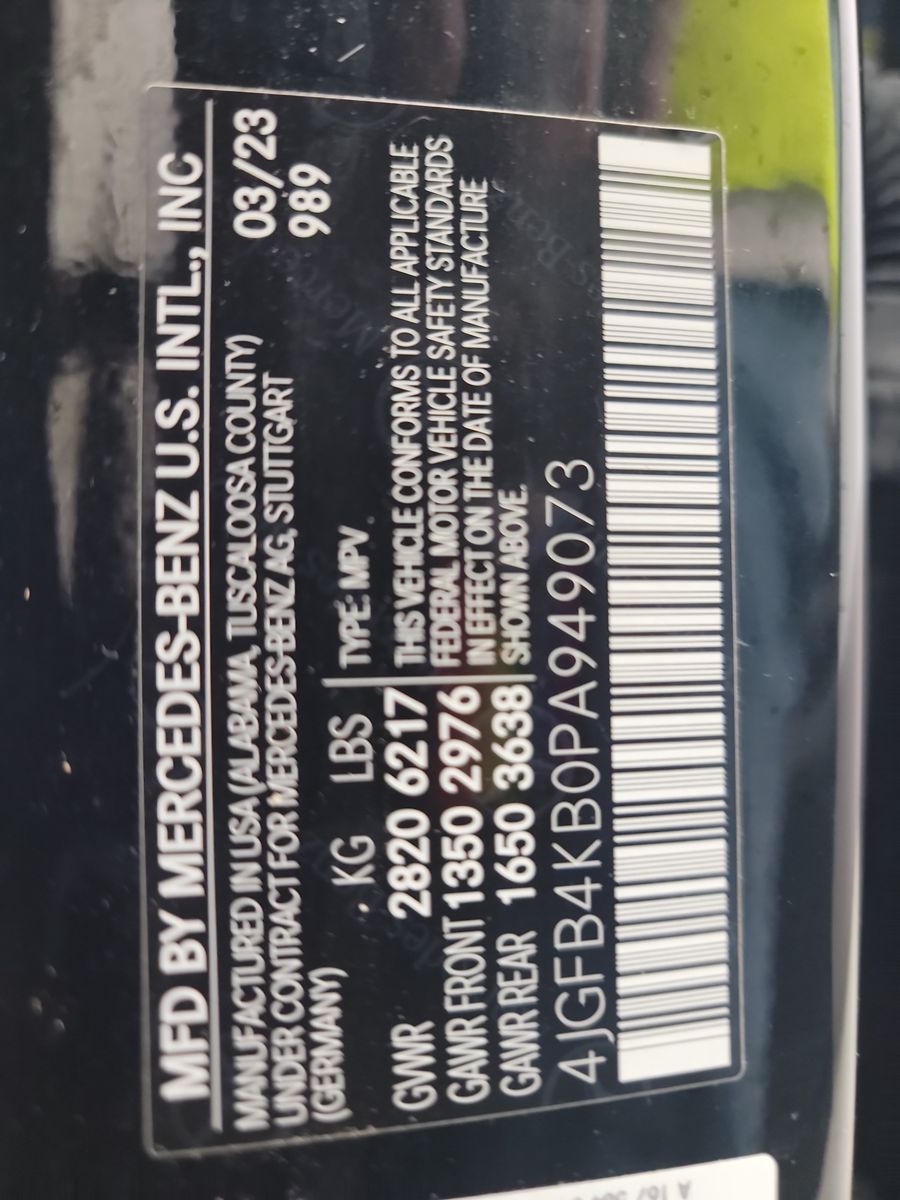 MFD BY MERCEDES-BENZ U.S. INTL., INC
MANUFACTURED IN USA (ALABAMA, TUSCALOOSA COUNTY) 03/23
UNDER CONTRACT FOR MERCEDES-BENZ AG, STUTTGART 989
(GERMANY)
KG LBS TYPE: MPV
GVWR 2820 6217 THIS VEHICLE CONFORMS TO ALL APPLICABLE
GAWR FRONT 1350 2976 FEDERAL MOTOR VEHICLE SAFETY STANDARDS
IN EFFECT ON THE DATE OF MANUFACTURE
GAWR REAR 1650 3638 SHOWN ABOVE.
4JGFB4KB0PA949073
A 167